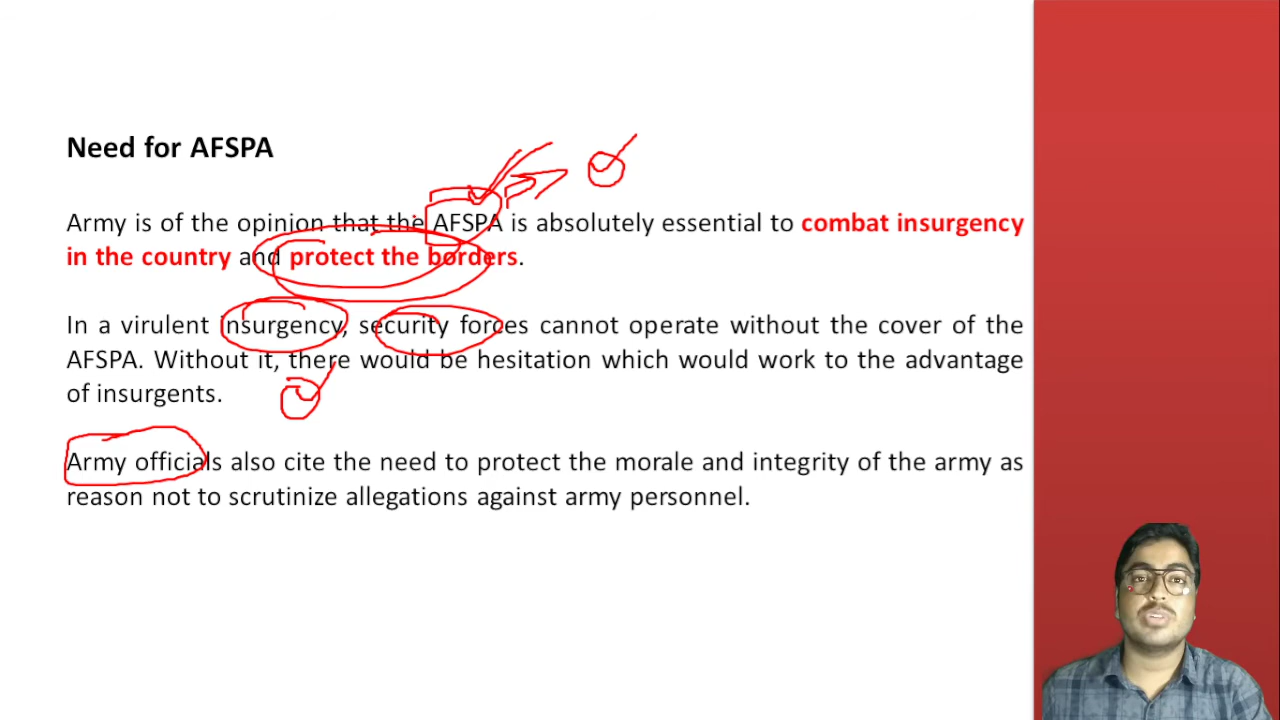 Need for AFSPA
Army is of the opinion that the AFSPA is absolutely essential to combat insurgency
in the country and protect the borders.
In a virulent insurgency, security forces cannot operate without the cover of the
AFSPA. Without it, there would be hesitation which would work to the advantage
of insurgents.
Army officials also cite the need to protect the morale and integrity of the army as
reason not to scrutinize allegations against army personnel.